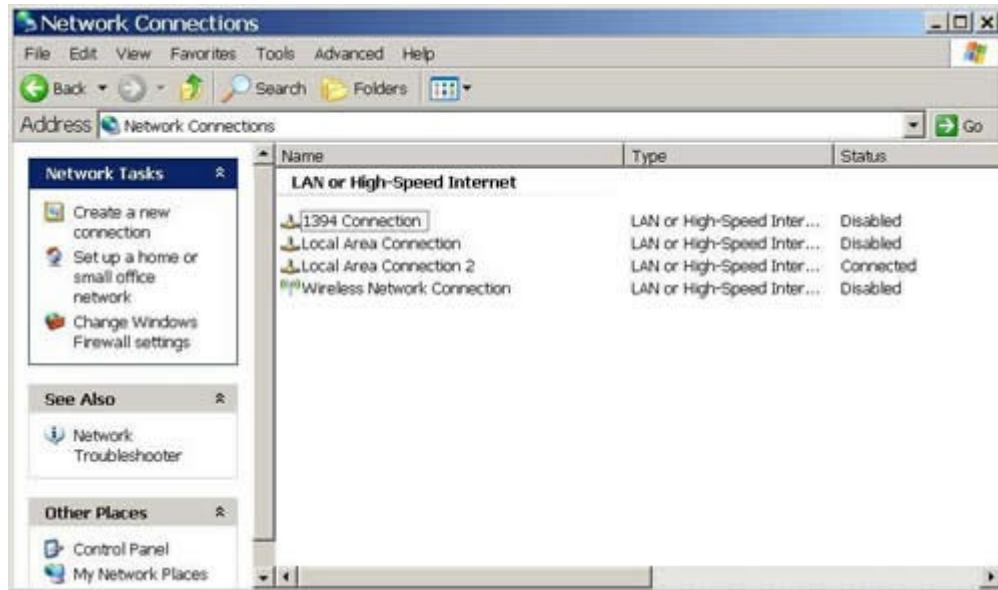 Network Connections
File Edit View Favorites Tools Advanced Help
Back Search Folders
Address Network Connections Go
Network Tasks
Create a new
connection
Set up a home or
small office
network
Change Windows
Firewall settings
See Also
Network
Troubleshooter
Other Places
Control Panel
My Network Places
Name Type Status
LAN or High-Speed Internet
1394 Connection LAN or High-Speed Inter... Disabled
Local Area Connection LAN or High-Speed Inter... Disabled
Local Area Connection 2 LAN or High-Speed Inter... Connected
Wireless Network Connection LAN or High-Speed Inter... Disabled